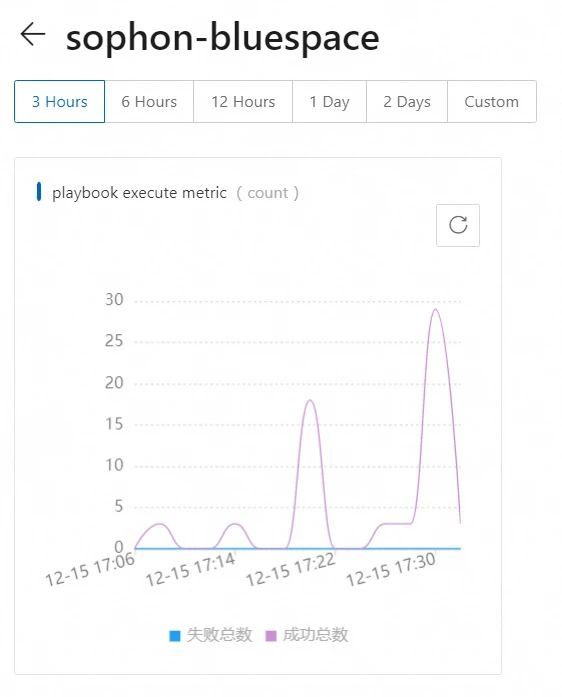 sophon-bluespace
3 Hours 6 Hours 12 Hours 1 Day 2 Days Custom
playbook execute metric ( count )
30
25
20
15
10
5
0
12-15 17:06 12-15 17:14 12-15 17:22 12-15 17:30
失败总数 成功总数